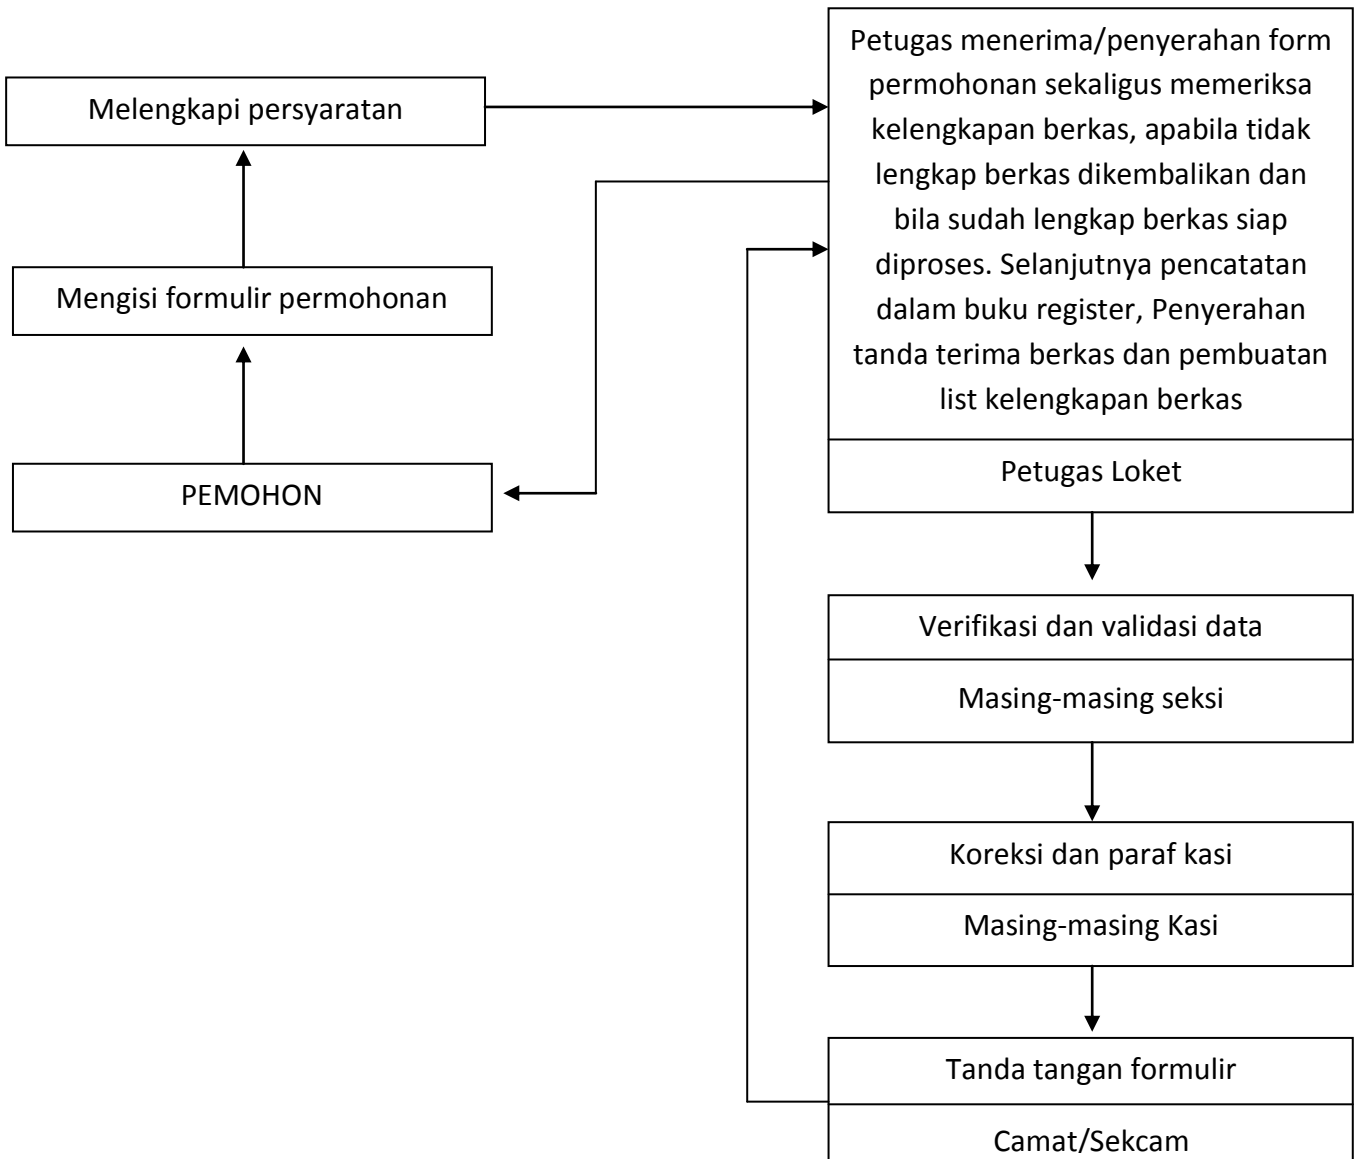 Petugas menerima/penyerahan form
permohonan sekaligus memeriksa
kelengkapan berkas, apabila tidak
lengkap berkas dikembalikan dan
bila sudah lengkap berkas siap
diproses. Selanjutnya pencatatan
dalam buku register, Penyerahan
tanda terima berkas dan pembuatan
list kelengkapan berkas
Petugas Loket
Melengkapi persyaratan
Mengisi formulir permohonan
PEMOHON
Verifikasi dan validasi data
Masing-masing seksi
Koreksi dan paraf kasi
Masing-masing Kasi
Tanda tangan formulir
Camat/Sekcam